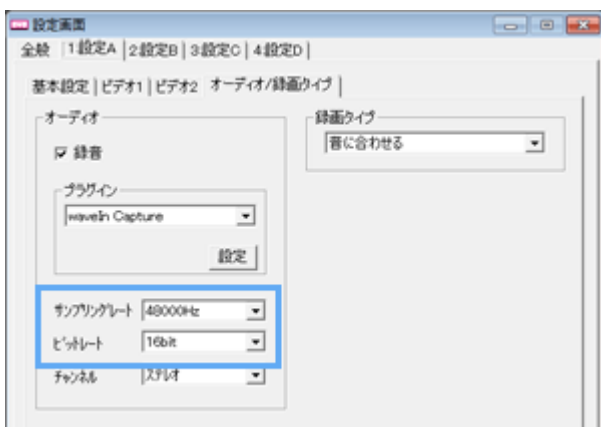 設定画面
全般 1:設定A 2:設定B 3:設定C 4:設定D
基本設定 ビデオ1 ビデオ2 オーディオ/録画タイプ
オーディオ
録音
プラグイン
waveIn Capture
設定
サンプリングレート 48000Hz
ビットレート 16bit
チャンネル ステレオ
録画タイプ
音に合わせる